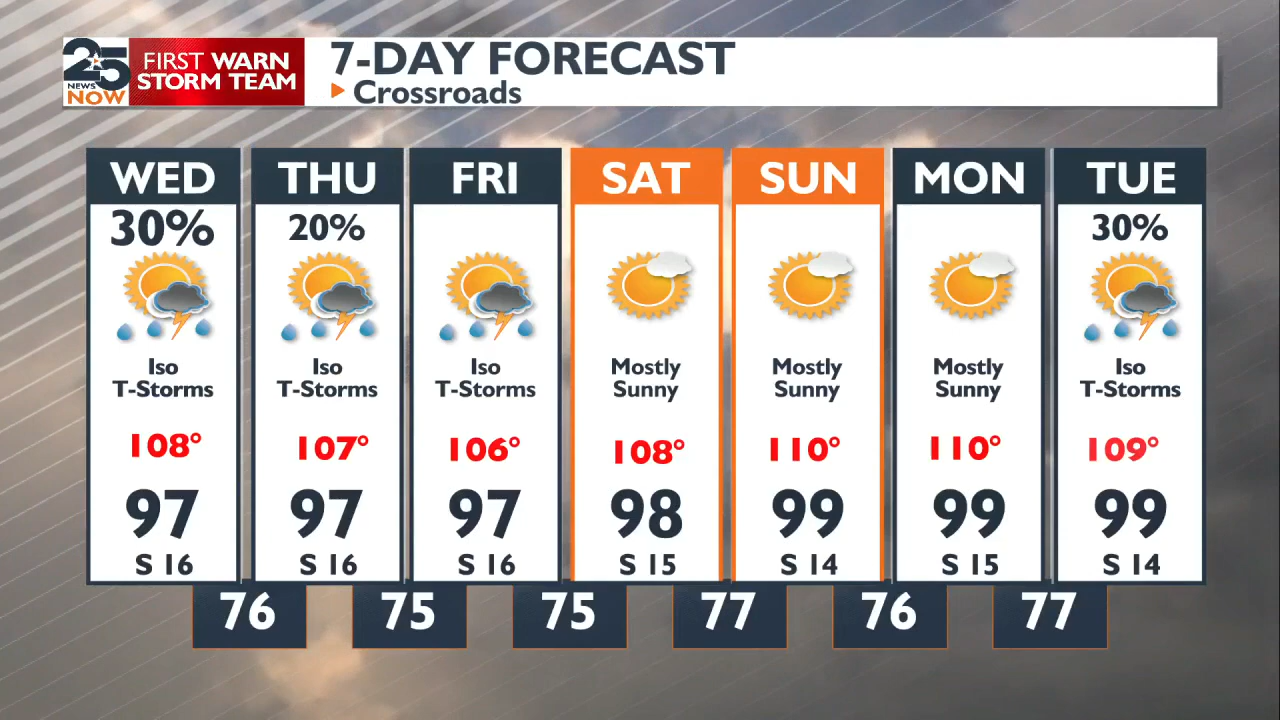 25
NEWS
NOW
FIRST WARN
STORM TEAM
7-DAY FORECAST
Crossroads
WED THU FRI SAT SUN MON TUE
30% 20% 30%
Iso T-Storms
Iso T-Storms
Iso T-Storms
Mostly Sunny
Mostly Sunny
Mostly Sunny
Iso T-Storms
108° 107° 106° 108° 110° 110° 109°
97 97 97 98 99 99 99
S 16 S 16 S 16 S 15 S 14 S 15 S 14
76 75 75 77 76 77